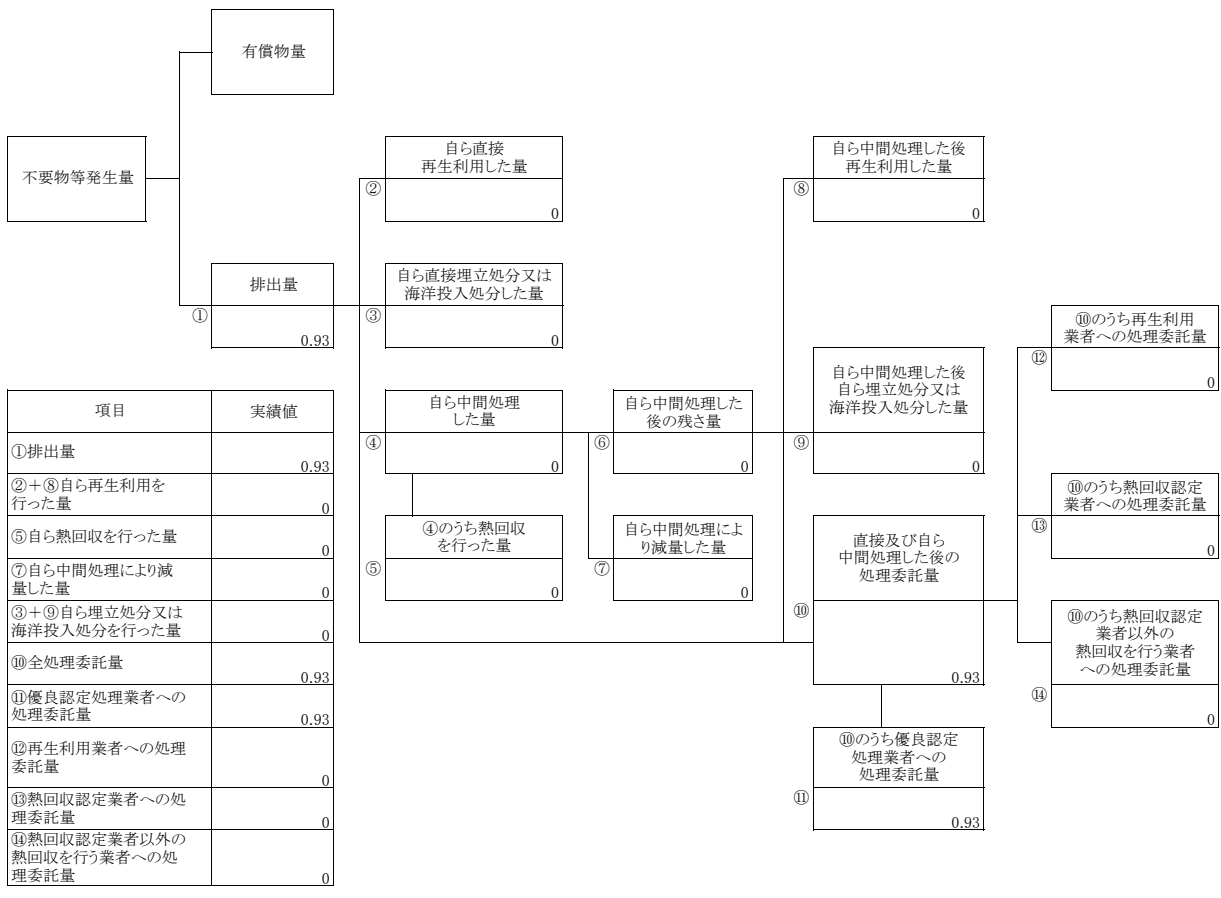 有償物量
不要物等発生量
排出量
①
0.93
自ら直接
再生利用した量
②
0
自ら直接埋立処分又は
海洋投入処分した量
③
0
自ら中間処理
した量
④
0
④のうち熱回収
を行った量
⑤
0
自ら中間処理した
後の残さ量
⑥
0
自ら中間処理によ
り減量した量
⑦
0
自ら中間処理した後
再生利用した量
⑧
0
自ら中間処理した後
自ら埋立処分又は
海洋投入処分した量
⑨
0
直接及び自ら
中間処理した後の
処理委託量
⑩
0.93
⑩のうち優良認定
処理業者への
処理委託量
⑪
0.93
⑩のうち再生利用
業者への処理委託量
⑫
0
⑩のうち熱回収認定
業者への処理委託量
⑬
0
⑩のうち熱回収認定
業者以外の
熱回収を行う業者
への処理委託量
⑭
0
項目 実績値
①排出量
0.93
②＋⑧自ら再生利用を
行った量
0
⑤自ら熱回収を行った量
0
⑦自ら中間処理により減
量した量
0
③＋⑨自ら埋立処分又は
海洋投入処分を行った量
0
⑩全処理委託量
0.93
⑪優良認定処理業者への
処理委託量
0.93
⑫再生利用業者への処理
委託量
0
⑬熱回収認定業者への処
理委託量
0
⑭熱回収認定業者以外の
熱回収を行う業者への処
理委託量
0